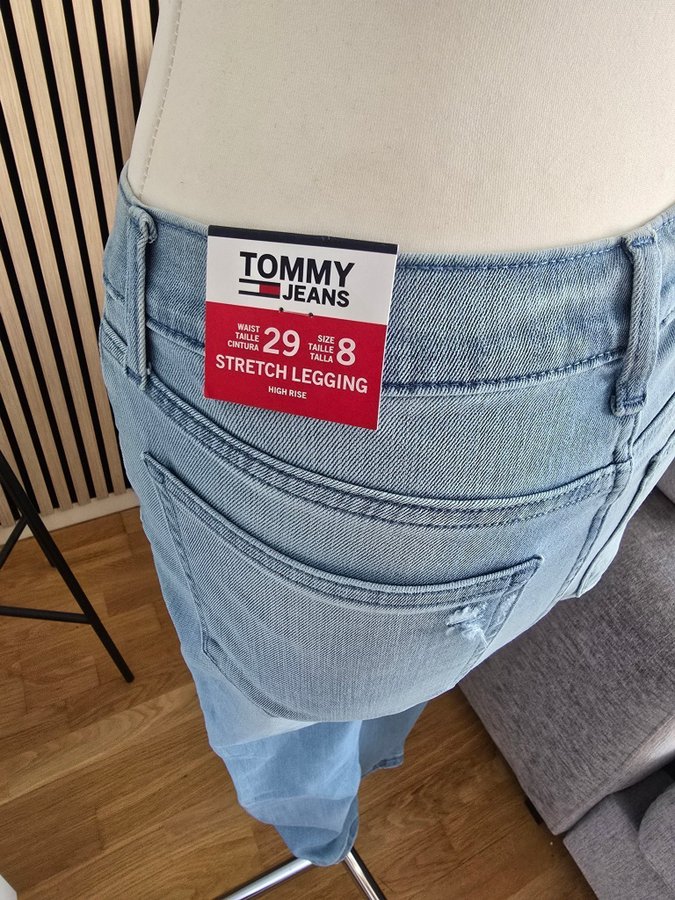 TOMMY
JEANS
WAIST
TAILLE
CINTURA
29
SIZE
TAILLE
TALLA
8
STRETCH LEGGING
HIGH RISE